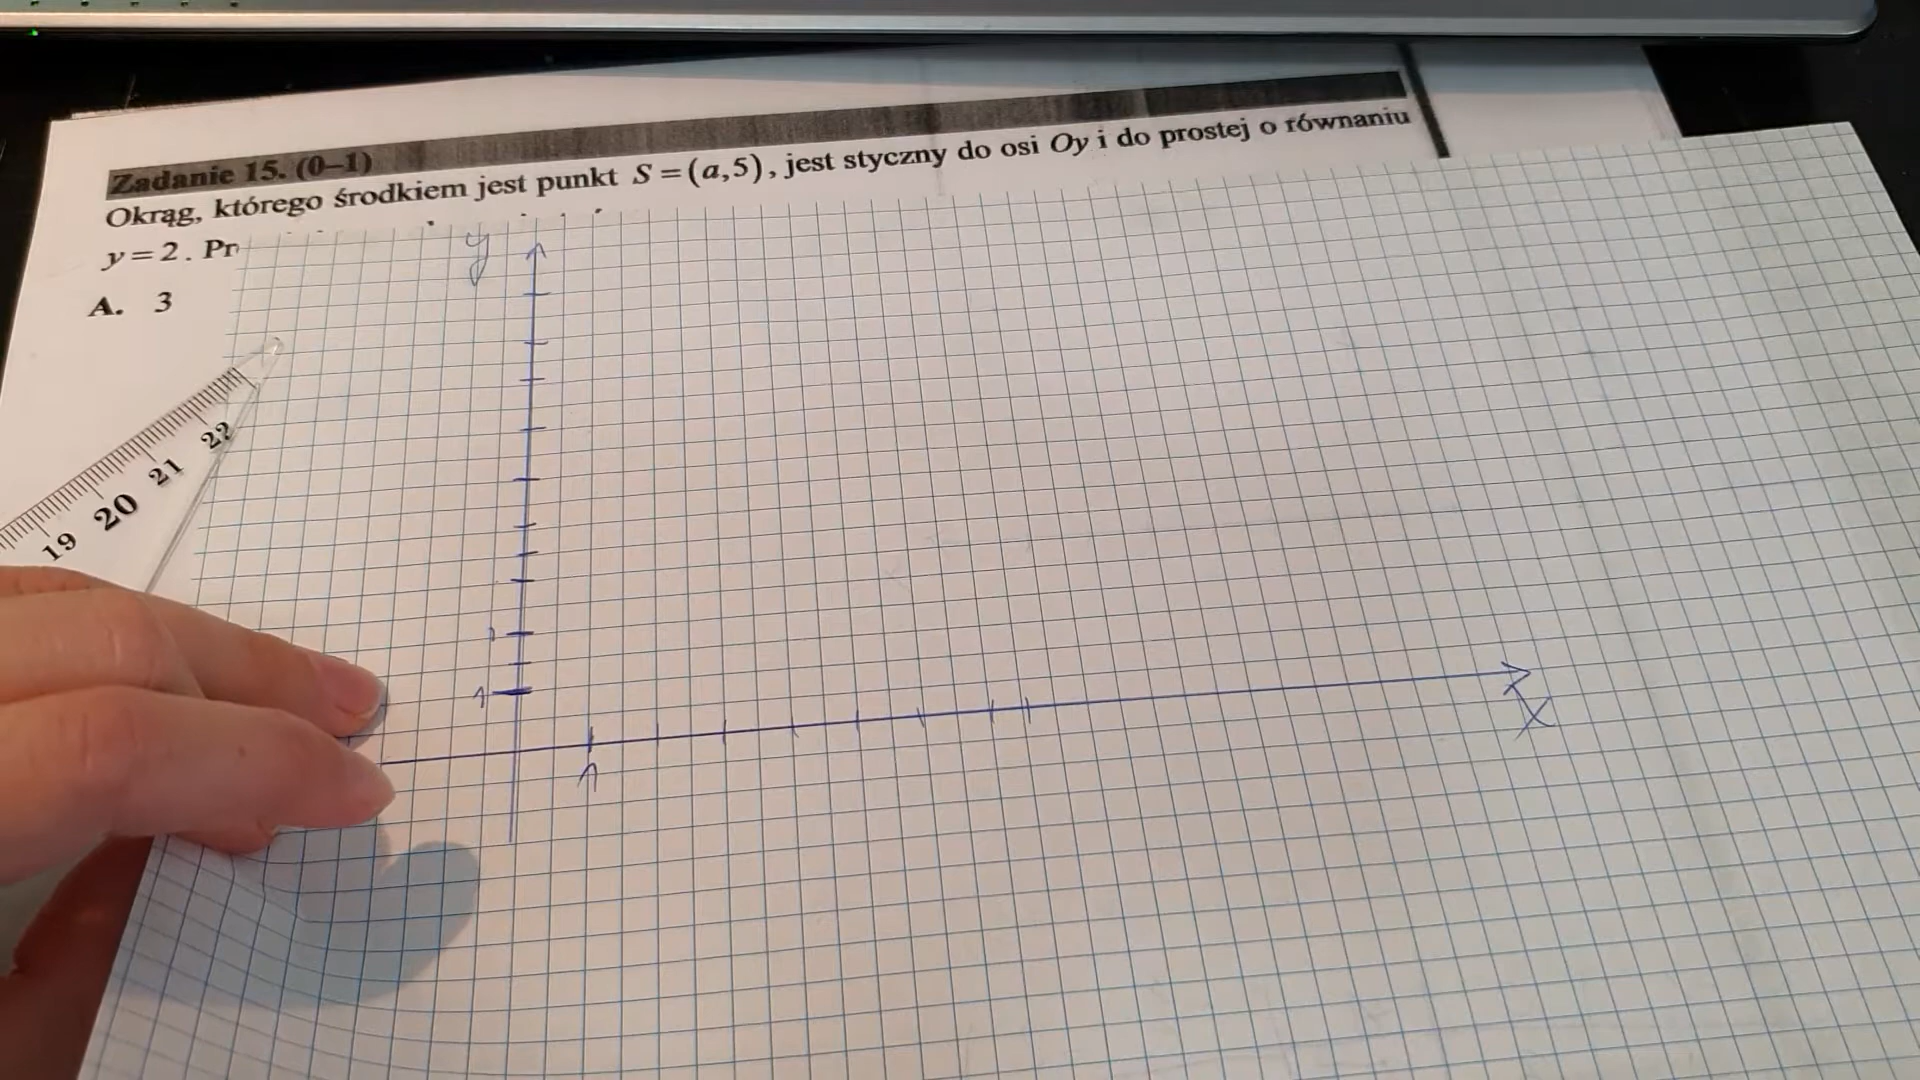 Zadanie 15. (0–1)
Okrąg, którego środkiem jest punkt S = (a,5), jest styczny do osi Oy i do prostej o równaniu
y = 2. Pr
A. 3
y
22
21
20
19
1
x
1